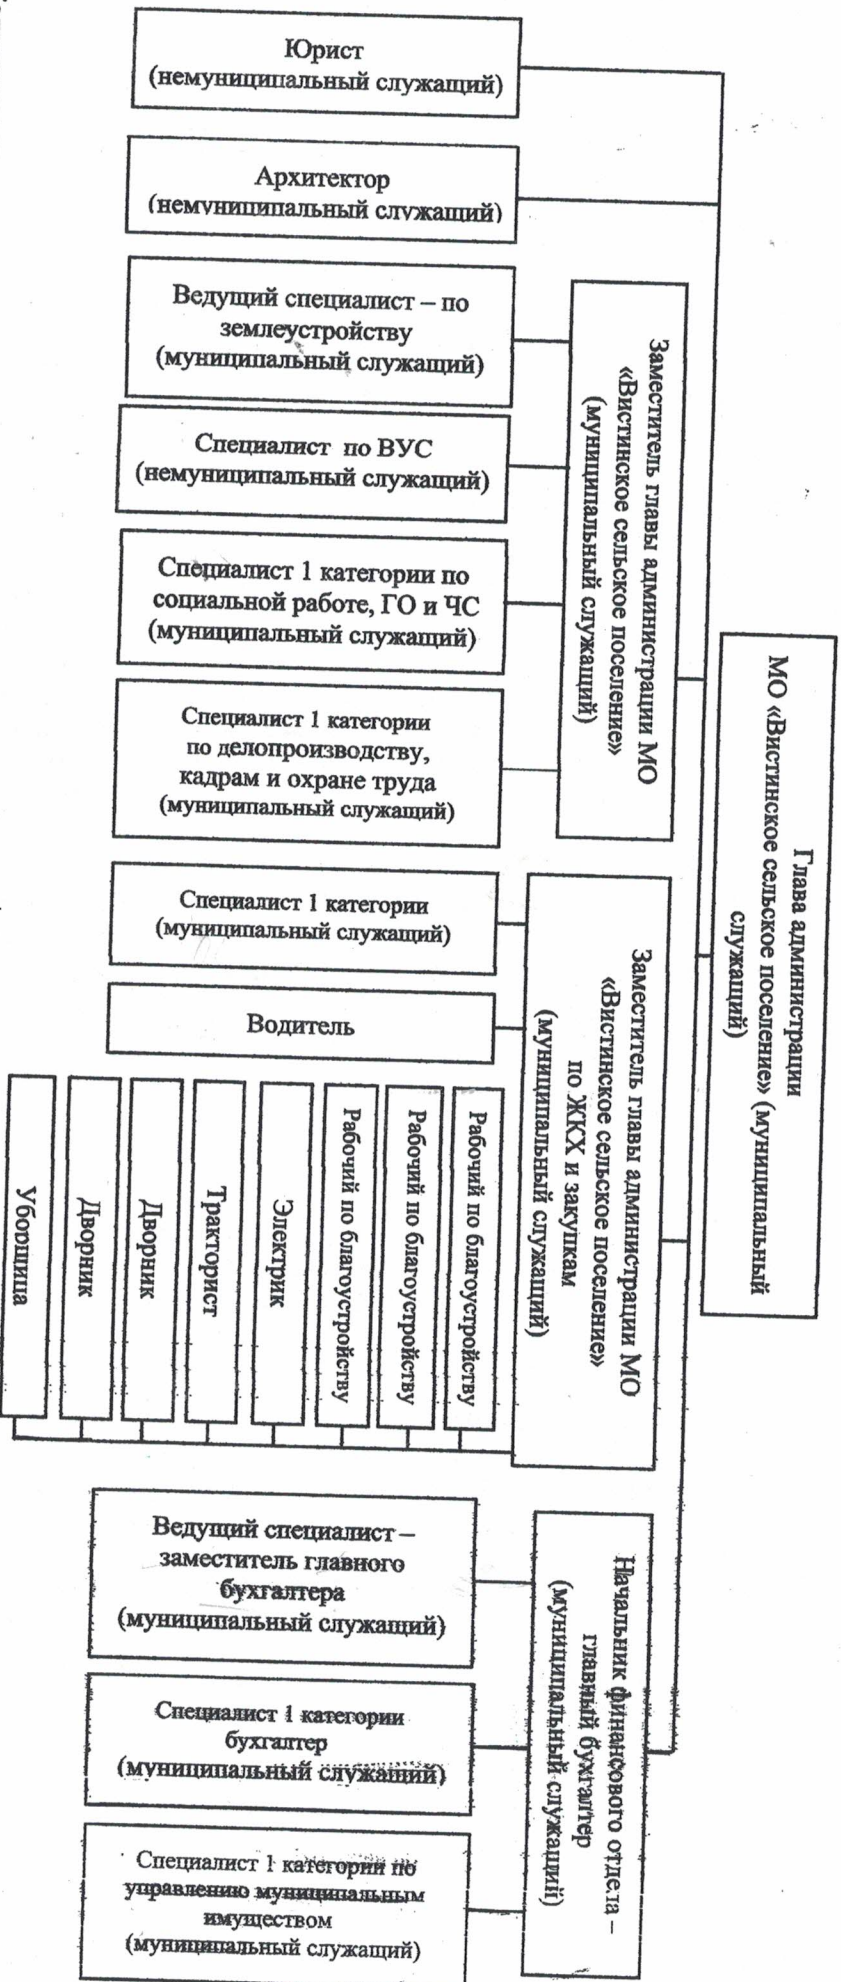 Глава администрации
МО «Вистинское сельское поселение» (муниципальный
служащий)
Юрист
(немуниципальный служащий)
Архитектор
(немуниципальный служащий)
Заместитель главы администрации МО
«Вистинское сельское поселение»
(муниципальный служащий)
Ведущий специалист – по
землеустройству
(муниципальный служащий)
Специалист по ВУС
(немуниципальный служащий)
Специалист 1 категории по
социальной работе, ГО и ЧС
(муниципальный служащий)
Специалист 1 категории
по делопроизводству,
кадрам и охране труда
(муниципальный служащий)
Заместитель главы администрации МО
«Вистинское сельское поселение»
по ЖКХ и закупкам
(муниципальный служащий)
Специалист 1 категории
(муниципальный служащий)
Водитель
Рабочий по благоустройству
Рабочий по благоустройству
Рабочий по благоустройству
Электрик
Тракторист
Дворник
Дворник
Уборщица
Начальник финансового отдела –
главный бухгалтер
(муниципальный служащий)
Ведущий специалист –
заместитель главного
бухгалтера
(муниципальный служащий)
Специалист 1 категории
бухгалтер
(муниципальный служащий)
Специалист 1 категории по
управлению муниципальным
имуществом
(муниципальный служащий)